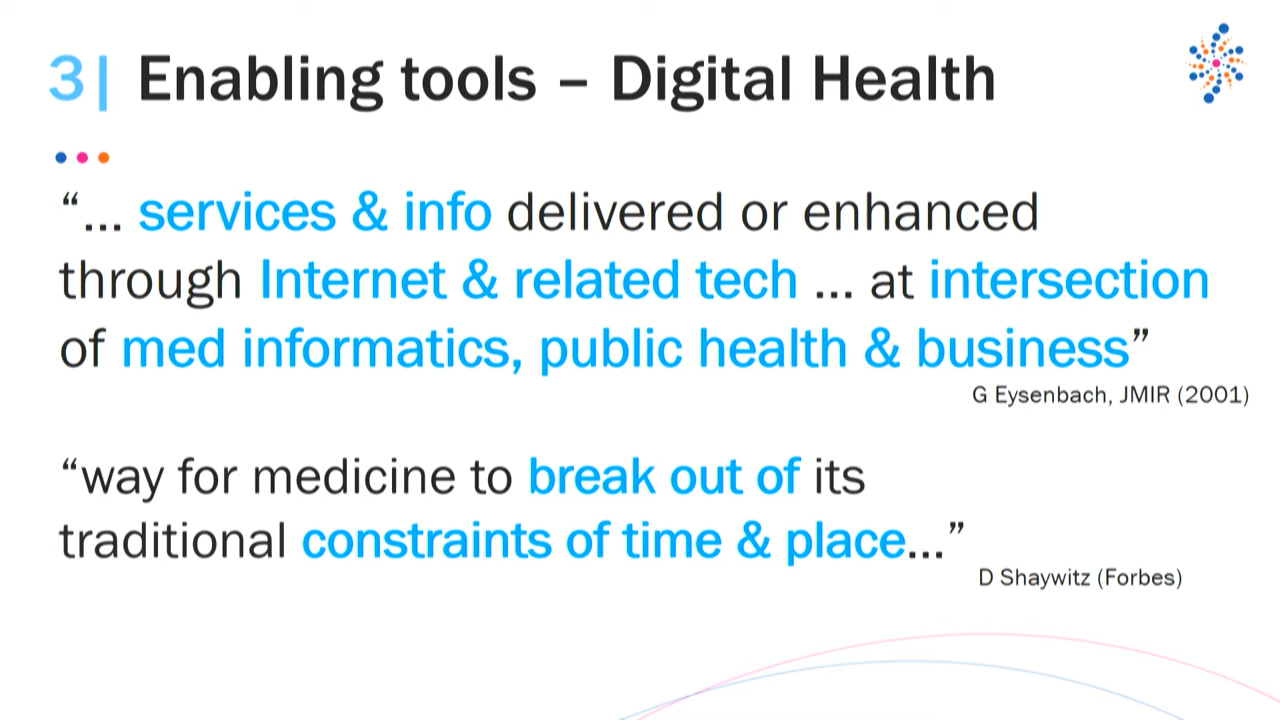 3| Enabling tools – Digital Health
“... services & info delivered or enhanced
through Internet & related tech ... at intersection
of med informatics, public health & business”
G Eysenbach, JMIR (2001)
“way for medicine to break out of its
traditional constraints of time & place...”
D Shaywitz (Forbes)